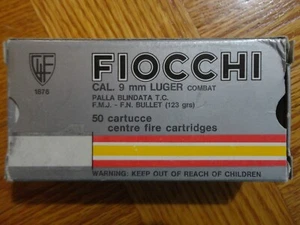 GFL
1876
FIOCCHI
CAL. 9 mm LUGER COMBAT
PALLA BLINDATA T.C.
F.M.J. - F.N. BULLET (123 grs)
50 cartucce
centre fire cartridges
WARNING: KEEP OUT OF REACH OF CHILDREN